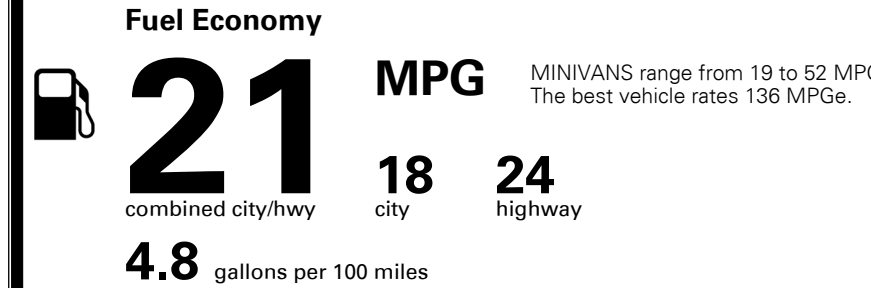 Fuel Economy
21 MPG
MINIVANS range from 19 to 52 MPG
The best vehicle rates 136 MPGe.
18 24
combined city/hwy city highway
4.8 gallons per 100 miles